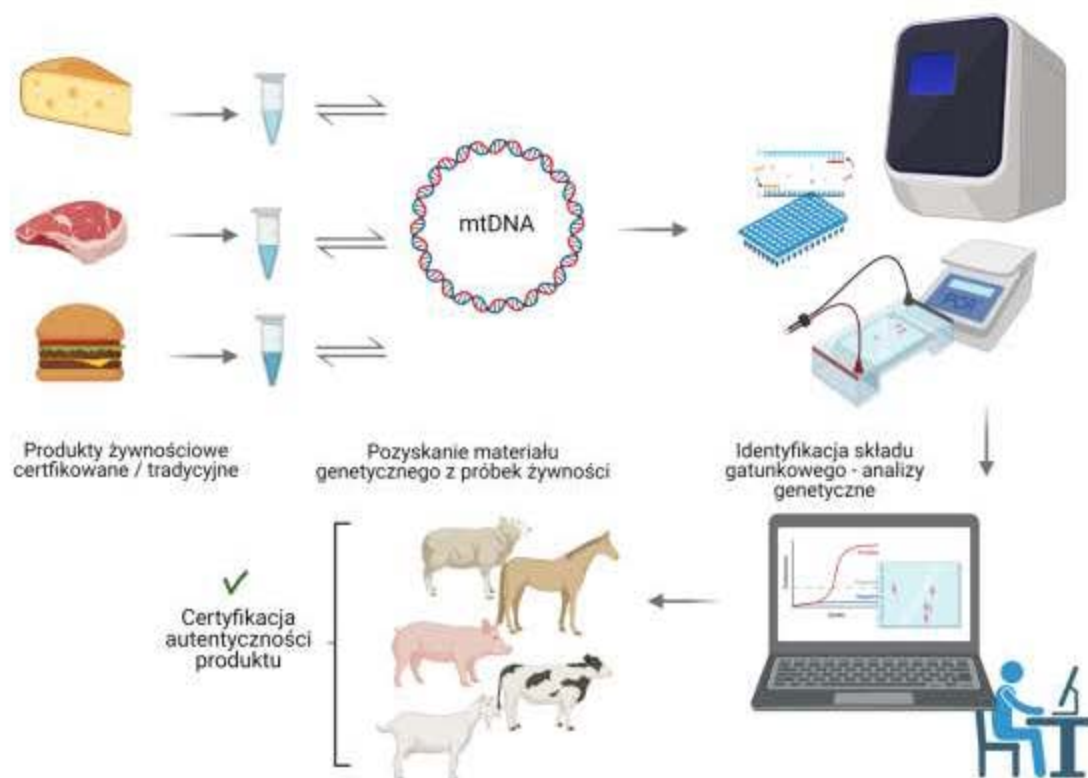 mtDNA
PCR
Produkty żywnościowe
certfikowane / tradycyjne
Pozyskanie materiału
genetycznego z próbek żywności
Identyfikacja składu
gatunkowego - analizy
genetyczne
Certyfikacja
autentyczności
produktu